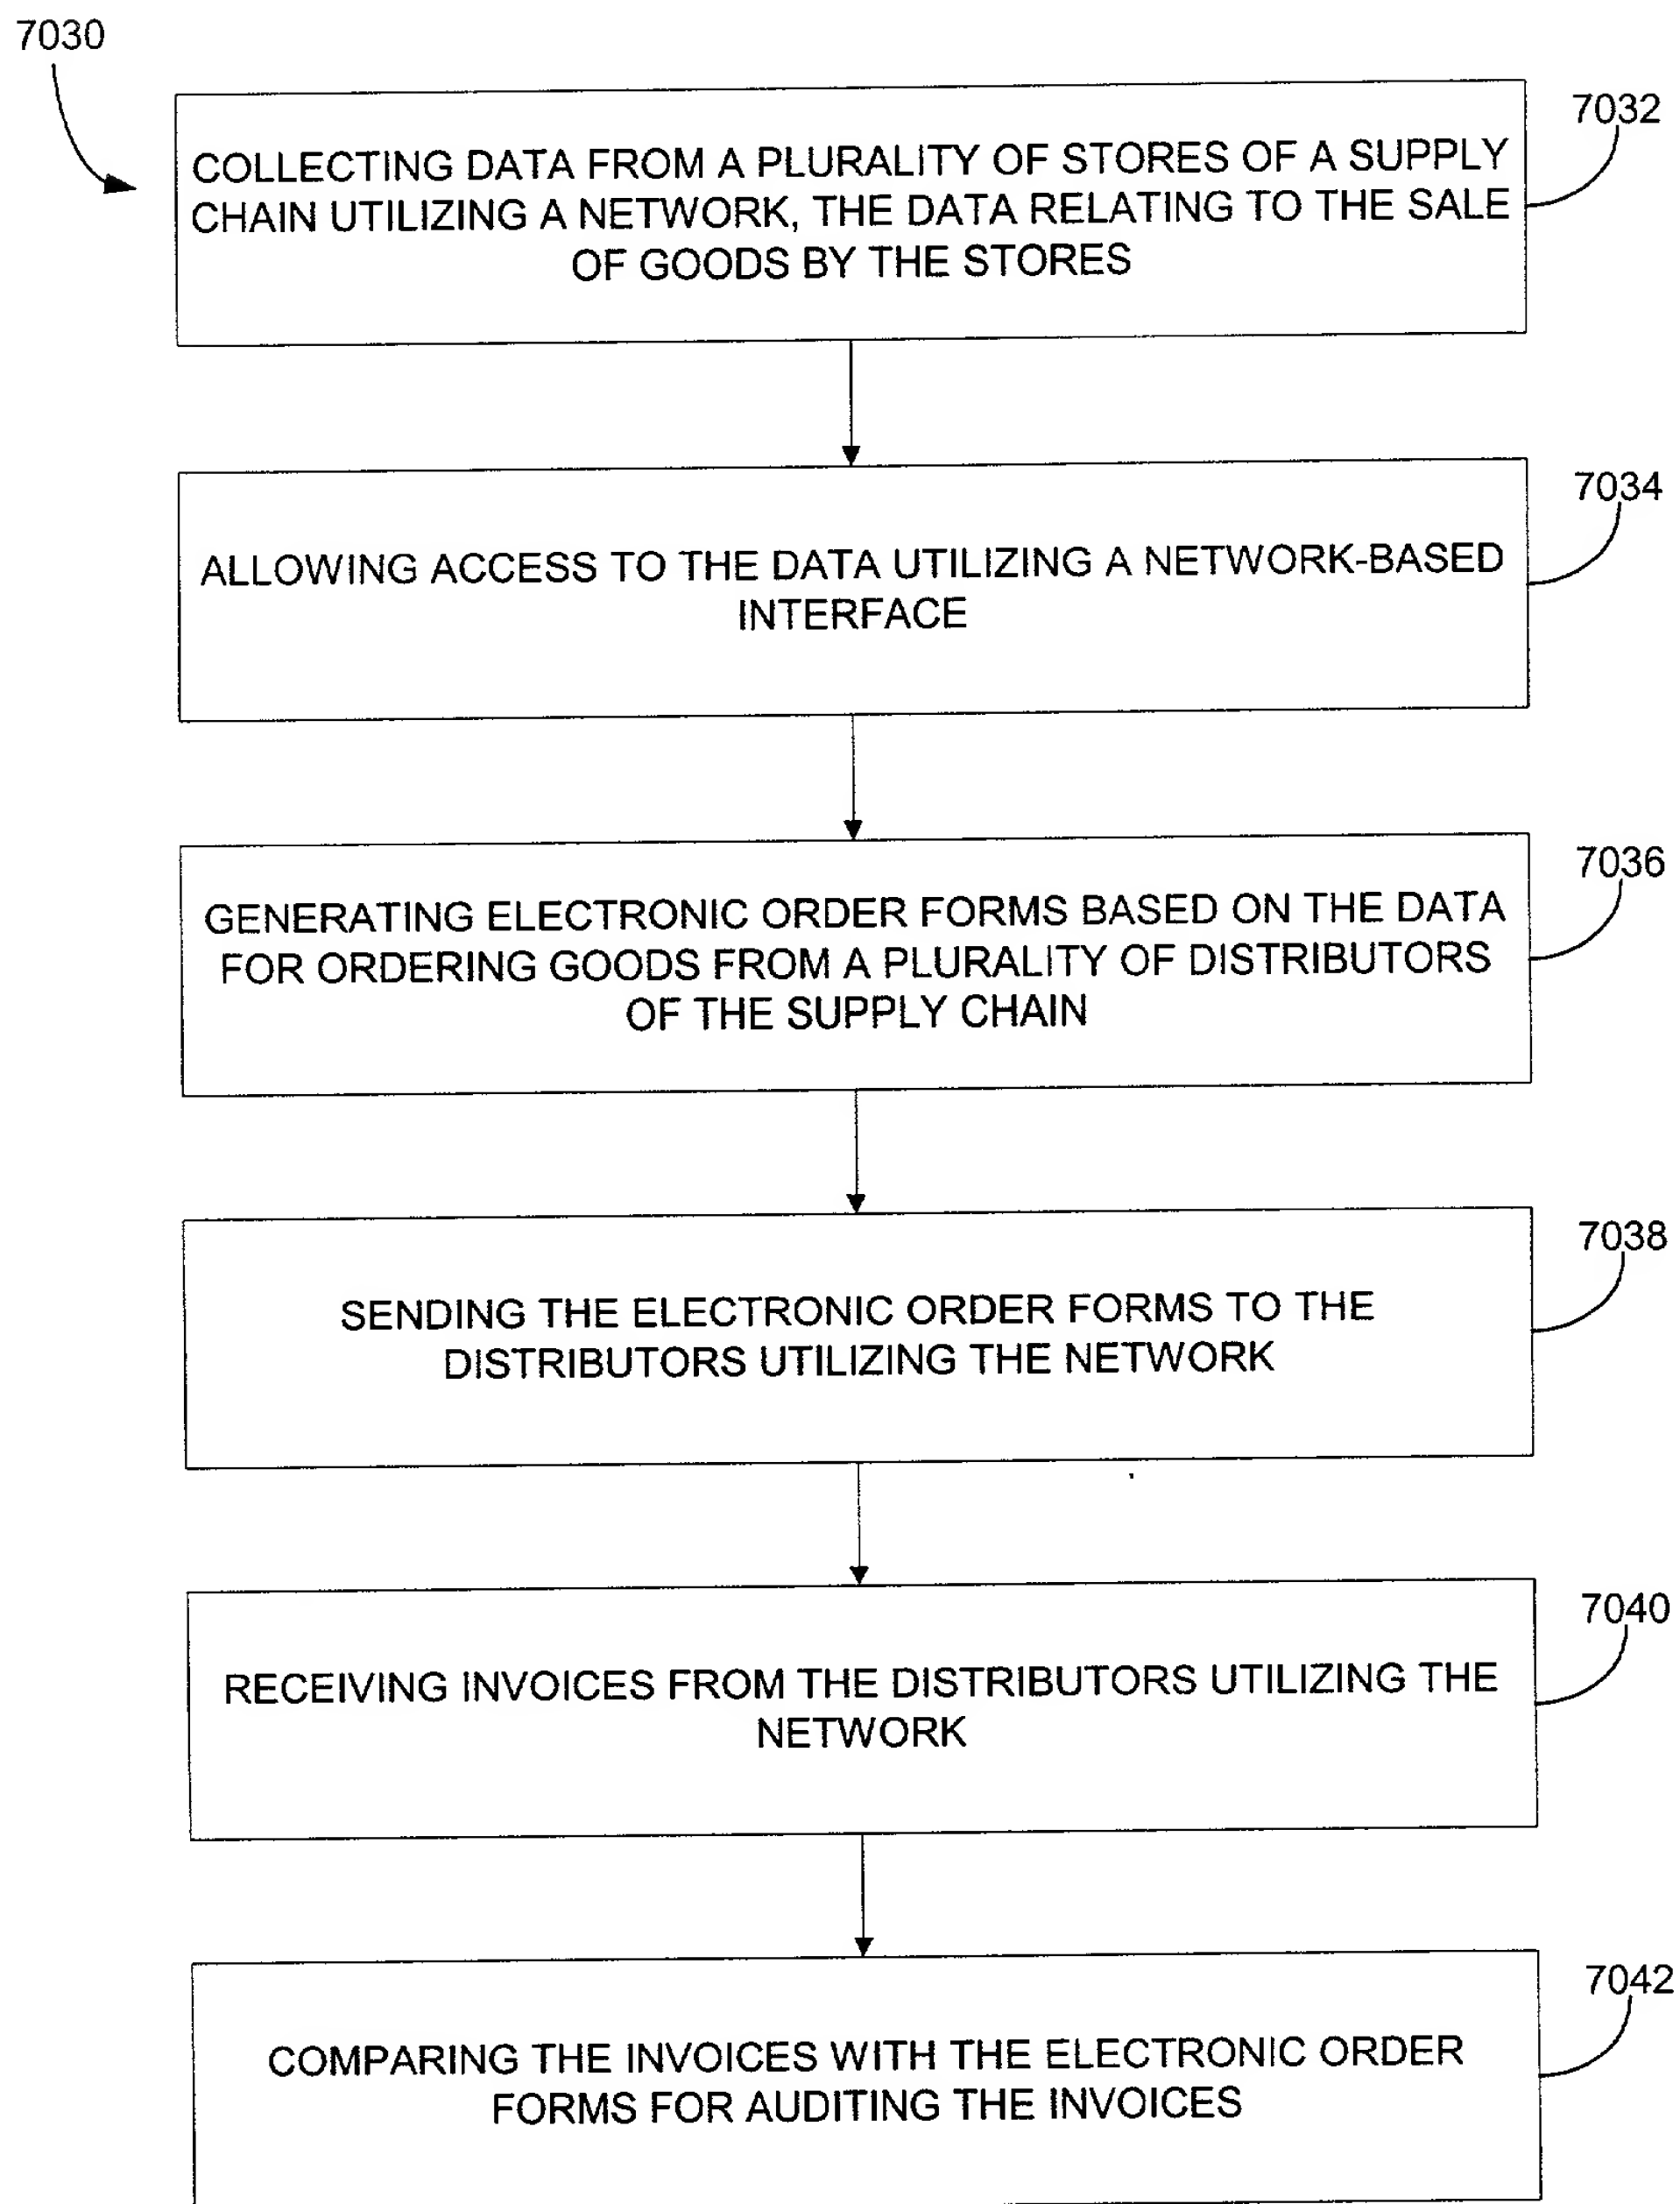 7030
7032
COLLECTING DATA FROM A PLURALITY OF STORES OF A SUPPLY
CHAIN UTILIZING A NETWORK, THE DATA RELATING TO THE SALE
OF GOODS BY THE STORES
7034
ALLOWING ACCESS TO THE DATA UTILIZING A NETWORK-BASED
INTERFACE
7036
GENERATING ELECTRONIC ORDER FORMS BASED ON THE DATA
FOR ORDERING GOODS FROM A PLURALITY OF DISTRIBUTORS
OF THE SUPPLY CHAIN
7038
SENDING THE ELECTRONIC ORDER FORMS TO THE
DISTRIBUTORS UTILIZING THE NETWORK
7040
RECEIVING INVOICES FROM THE DISTRIBUTORS UTILIZING THE
NETWORK
7042
COMPARING THE INVOICES WITH THE ELECTRONIC ORDER
FORMS FOR AUDITING THE INVOICES